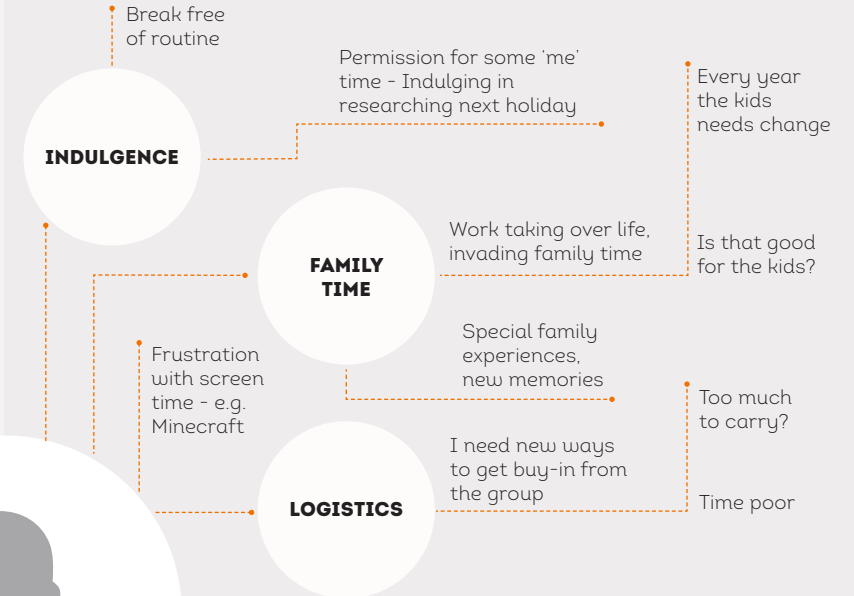 Break free
of routine
Permission for some ‘me’
time - Indulging in
researching next holiday
Every year
the kids
needs change
INDULGENCE
Work taking over life,
invading family time
Is that good
for the kids?
FAMILY
TIME
Special family
experiences,
new memories
Frustration
with screen
time - e.g.
Minecraft
Too much
to carry?
I need new ways
to get buy-in from
the group
Time poor
LOGISTICS